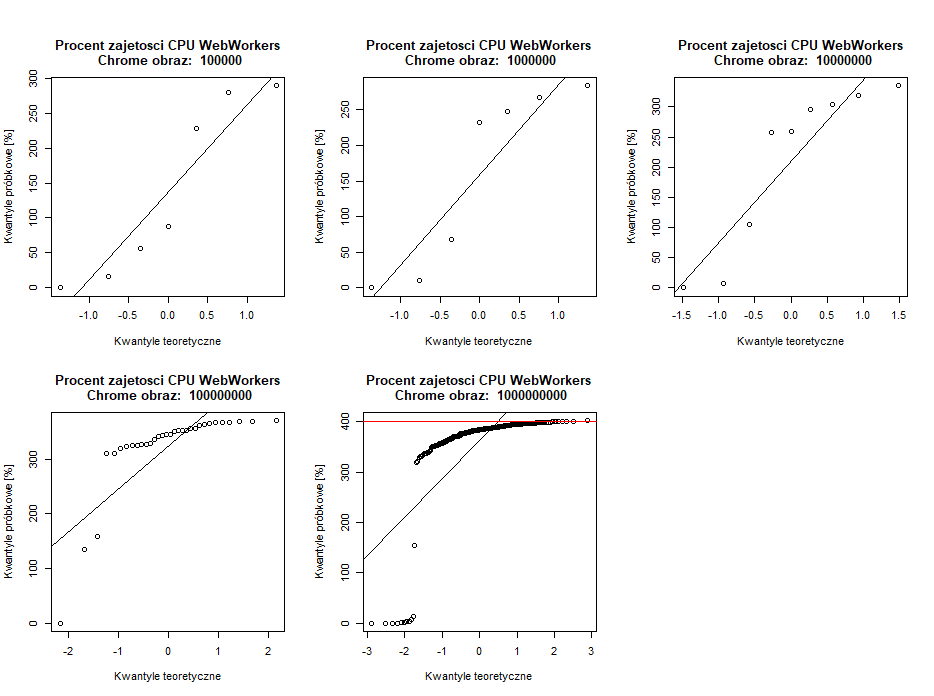 Procent zajetosci CPU WebWorkers
Chrome obraz: 100000
Kwantyle próbkowe [%]
0 50 100 150 200 250 300
-1.0 -0.5 0.0 0.5 1.0
Kwantyle teoretyczne
Procent zajetosci CPU WebWorkers
Chrome obraz: 1000000
Kwantyle próbkowe [%]
0 50 100 150 200 250
-1.0 -0.5 0.0 0.5 1.0
Kwantyle teoretyczne
Procent zajetosci CPU WebWorkers
Chrome obraz: 10000000
Kwantyle próbkowe [%]
0 50 100 150 200 250 300
-1.5 -1.0 -0.5 0.0 0.5 1.0 1.5
Kwantyle teoretyczne
Procent zajetosci CPU WebWorkers
Chrome obraz: 100000000
Kwantyle próbkowe [%]
0 100 200 300
-2 -1 0 1 2
Kwantyle teoretyczne
Procent zajetosci CPU WebWorkers
Chrome obraz: 1000000000
Kwantyle próbkowe [%]
0 100 200 300 400
-3 -2 -1 0 1 2 3
Kwantyle teoretyczne